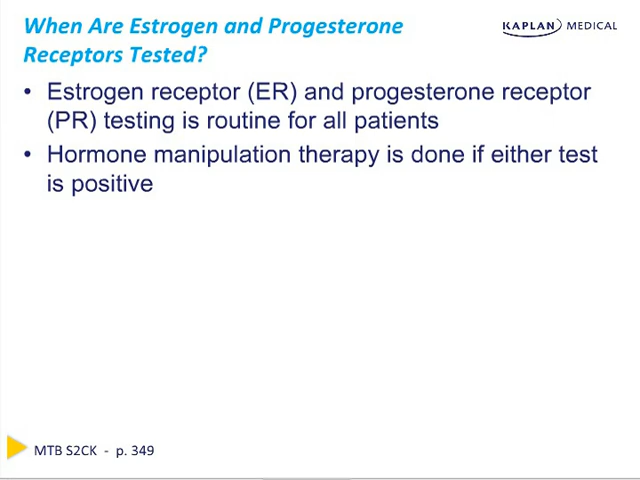 When Are Estrogen and Progesterone
Receptors Tested?
KAPLAN MEDICAL
• Estrogen receptor (ER) and progesterone receptor
(PR) testing is routine for all patients
• Hormone manipulation therapy is done if either test
is positive
MTB S2CK - p. 349